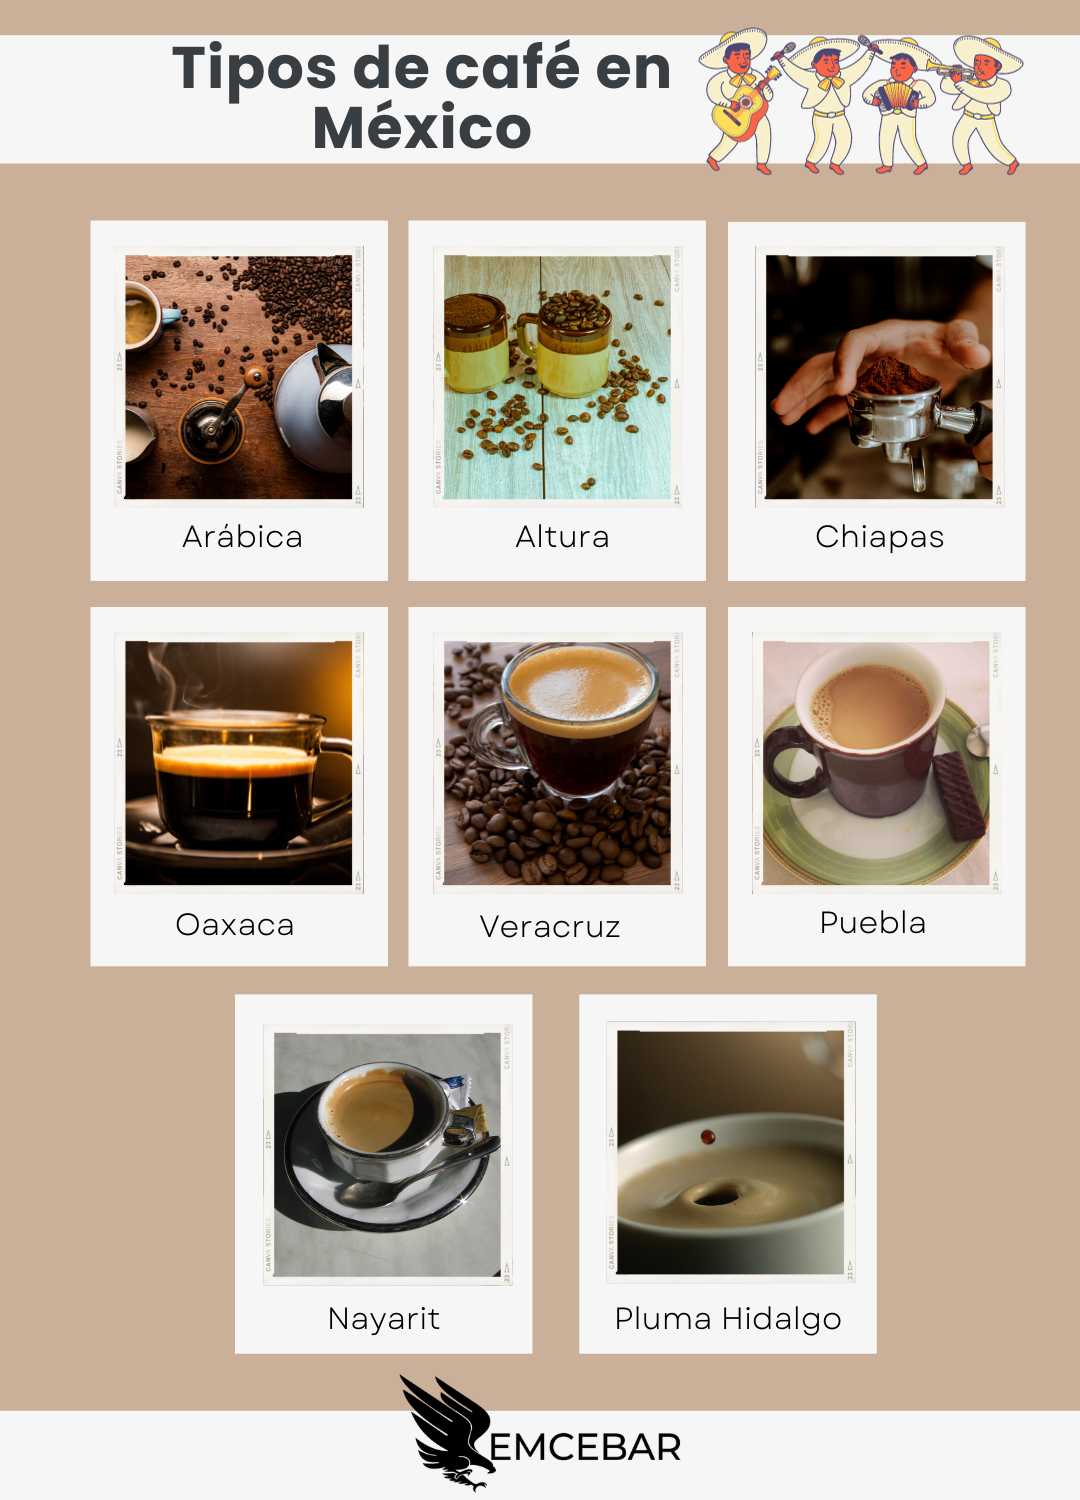 Tipos de café en
México
Arábica
Altura
Chiapas
Oaxaca
Veracruz
Puebla
Nayarit
Pluma Hidalgo
EMCEBAR